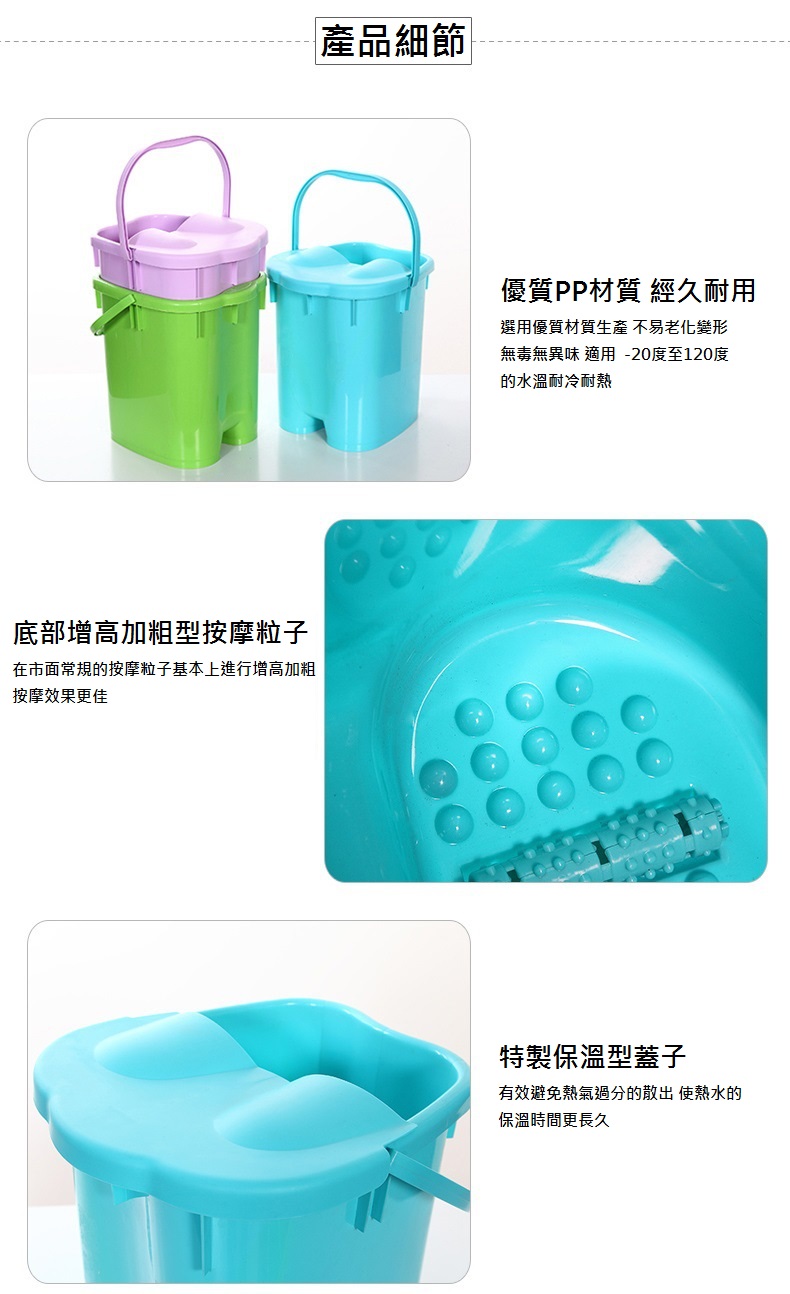 產品細節
優質PP材質 經久耐用
選用優質材質生產 不易老化變形
無毒無異味 適用 -20度至120度
的水溫耐冷耐熱
底部增高加粗型按摩粒子
在市面常規的按摩粒子基本上進行增高加粗
按摩效果更佳
特製保溫型蓋子
有效避免熱氣過分的散出 使熱水的
保溫時間更長久